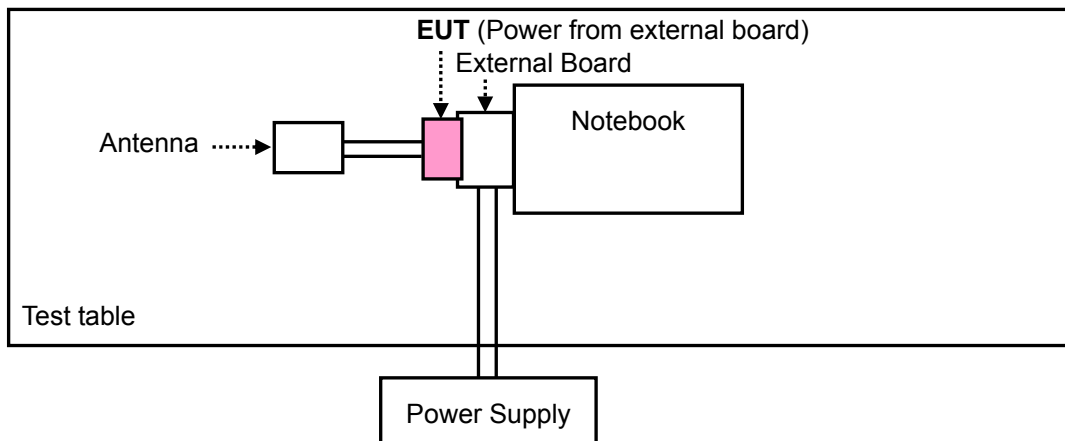 EUT (Power from external board)
External Board
Notebook
Antenna
Test table
Power Supply